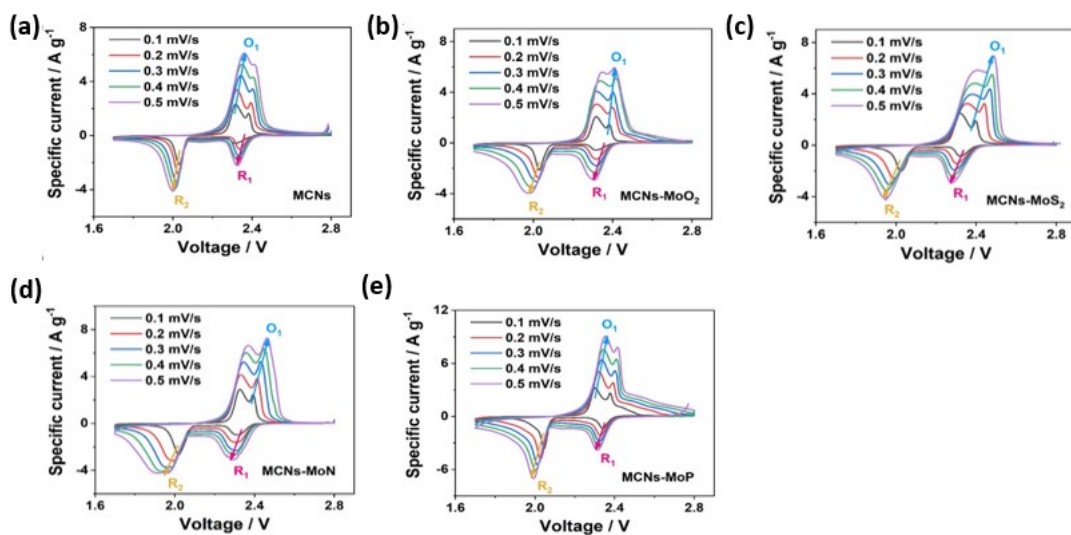 (a)
8
4
0
-4
1.6
2.0
2.4
2.8
Specific current / A g⁻¹
Voltage / V
0.1 mV/s
0.2 mV/s
0.3 mV/s
0.4 mV/s
0.5 mV/s
O₁
R₁
R₂
MCNs
(b)
8
4
0
-4
1.6
2.0
2.4
2.8
Specific current / A g⁻¹
Voltage / V
0.1 mV/s
0.2 mV/s
0.3 mV/s
0.4 mV/s
0.5 mV/s
O₁
R₁
R₂
MCNs-MoO₂
(c)
8
4
0
-4
1.6
2.0
2.4
2.8
Specific current / A g⁻¹
Voltage / V
0.1 mV/s
0.2 mV/s
0.3 mV/s
0.4 mV/s
0.5 mV/s
O₁
R₁
R₂
MCNs-MoS₂
(d)
8
4
0
-4
1.6
2.0
2.4
2.8
Specific current / A g⁻¹
Voltage / V
0.1 mV/s
0.2 mV/s
0.3 mV/s
0.4 mV/s
0.5 mV/s
O₁
R₁
R₂
MCNs-MoN
(e)
12
9
6
3
0
-3
-6
1.6
2.0
2.4
2.8
Specific current / A g⁻¹
Voltage / V
0.1 mV/s
0.2 mV/s
0.3 mV/s
0.4 mV/s
0.5 mV/s
O₁
R₁
R₂
MCNs-MoP